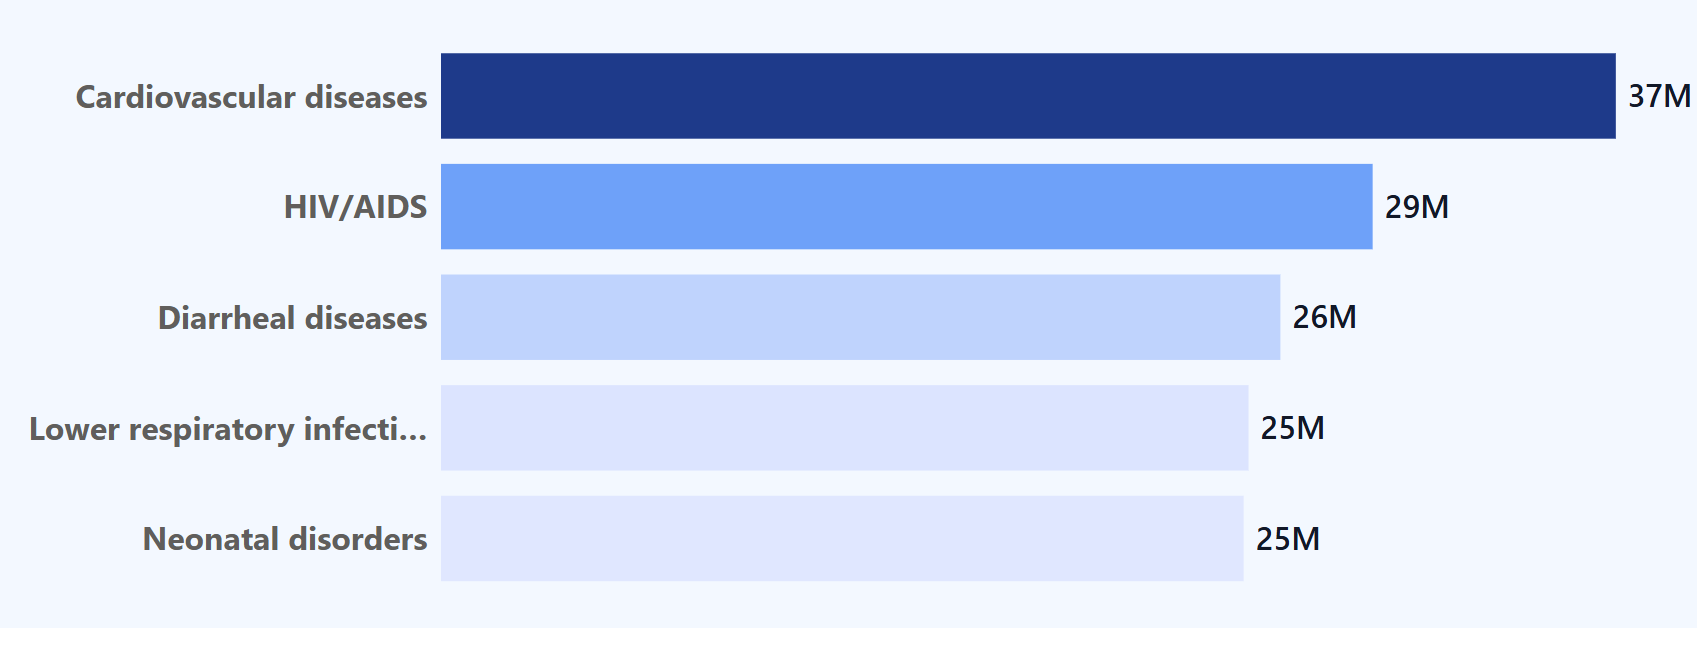 Cardiovascular diseases 37M
HIV/AIDS 29M
Diarrheal diseases 26M
Lower respiratory infecti... 25M
Neonatal disorders 25M